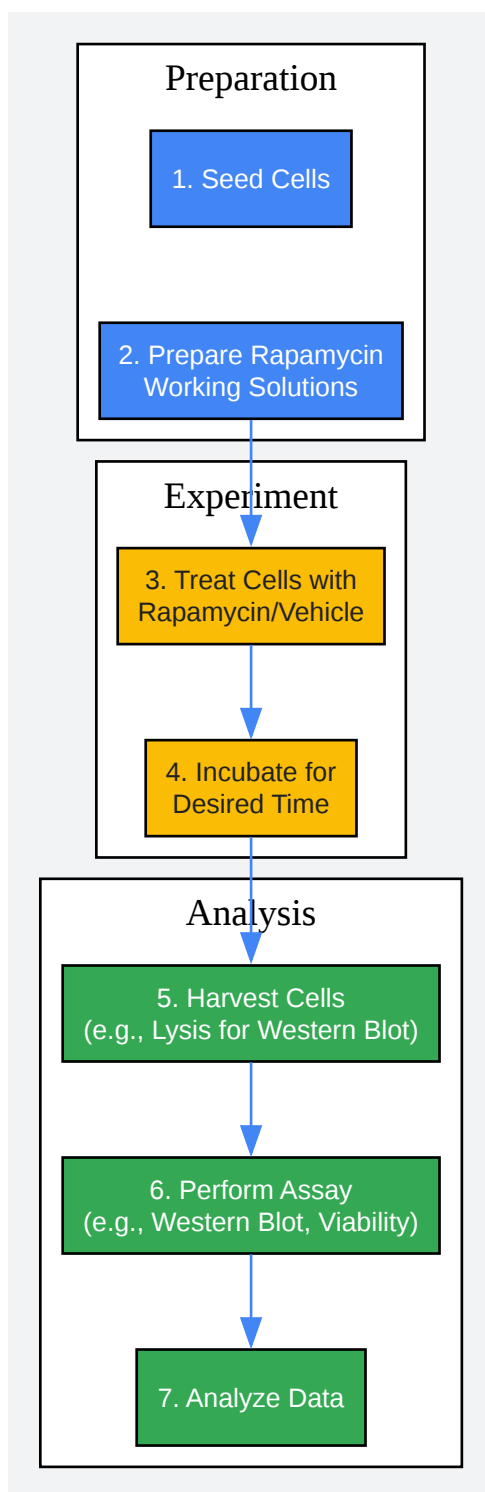 Preparation
1. Seed Cells
2. Prepare Rapamycin
Working Solutions
Experiment
3. Treat Cells with
Rapamycin/Vehicle
4. Incubate for
Desired Time
Analysis
5. Harvest Cells
(e.g., Lysis for Western Blot)
6. Perform Assay
(e.g., Western Blot, Viability)
7. Analyze Data